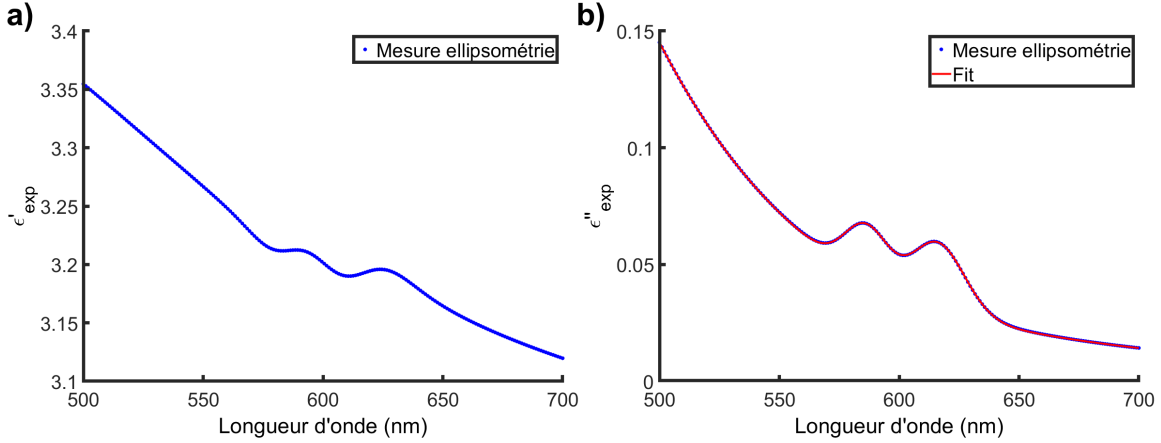 a)
3.4
3.35
3.3
3.25
3.2
3.15
3.1
500
550
600
650
700
ϵ'exp
Longueur d'onde (nm)
Mesure ellipsométrie
b)
0.15
0.1
0.05
0
500
550
600
650
700
ϵ"exp
Longueur d'onde (nm)
Mesure ellipsométrie
Fit